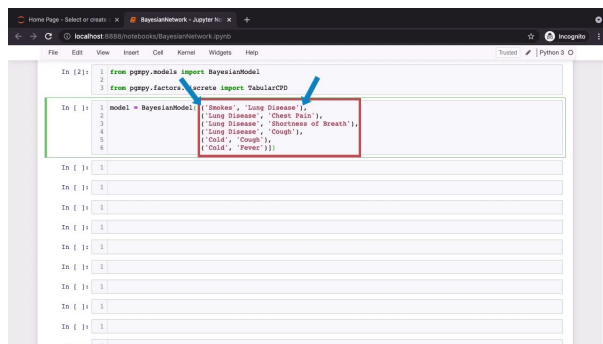 Home Page - Select or create
BayesianNetwork - Jupyter No
localhost:8888/notebooks/BayesianNetwork.ipynb
Incognito
File Edit View Insert Cell Kernel Widgets Help
Trusted Python 3
In [2]:
1 from pgmpy.models import BayesianModel
2
3 from pgmpy.factors. screte import TabularCPD
In [ ]:
1 model = BayesianModel([('Smokes', 'Lung Disease'),
2 ('Lung Disease', 'Chest Pain'),
3 ('Lung Disease', 'Shortness of Breath'),
4 ('Lung Disease', 'Cough'),
5 ('Cold', 'Cough'),
6 ('Cold', 'Fever')])
In [ ]: 1
In [ ]: 1
In [ ]: 1
In [ ]: 1
In [ ]: 1
In [ ]: 1
In [ ]: 1
In [ ]: 1
In [ ]: 1